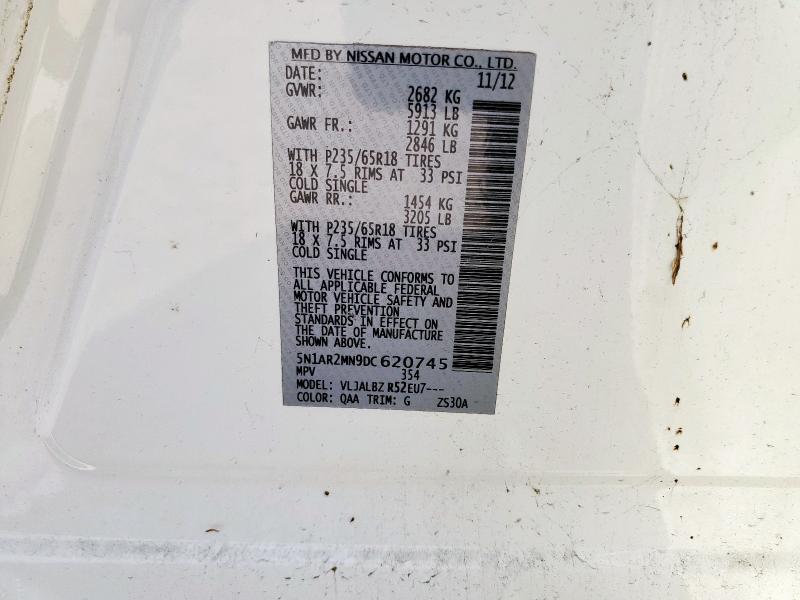 MFD BY NISSAN MOTOR CO., LTD.
DATE: 11/12
GVWR: 2682 KG
5913 LB
GAWR FR.: 1291 KG
2846 LB
WITH P235/65R18 TIRES
18 X 7.5 RIMS AT 33 PSI
COLD SINGLE
GAWR RR.: 1454 KG
3205 LB
WITH P235/65R18 TIRES
18 X 7.5 RIMS AT 33 PSI
COLD SINGLE
THIS VEHICLE CONFORMS TO
ALL APPLICABLE FEDERAL
MOTOR VEHICLE SAFETY AND
THEFT PREVENTION
STANDARDS IN EFFECT ON
THE DATE OF MANUFACTURE
SHOWN ABOVE.
5N1AR2MN9DC620745
MPV 354
MODEL: VLJALBZ R52EU7---
COLOR: QAA TRIM: G ZS30A